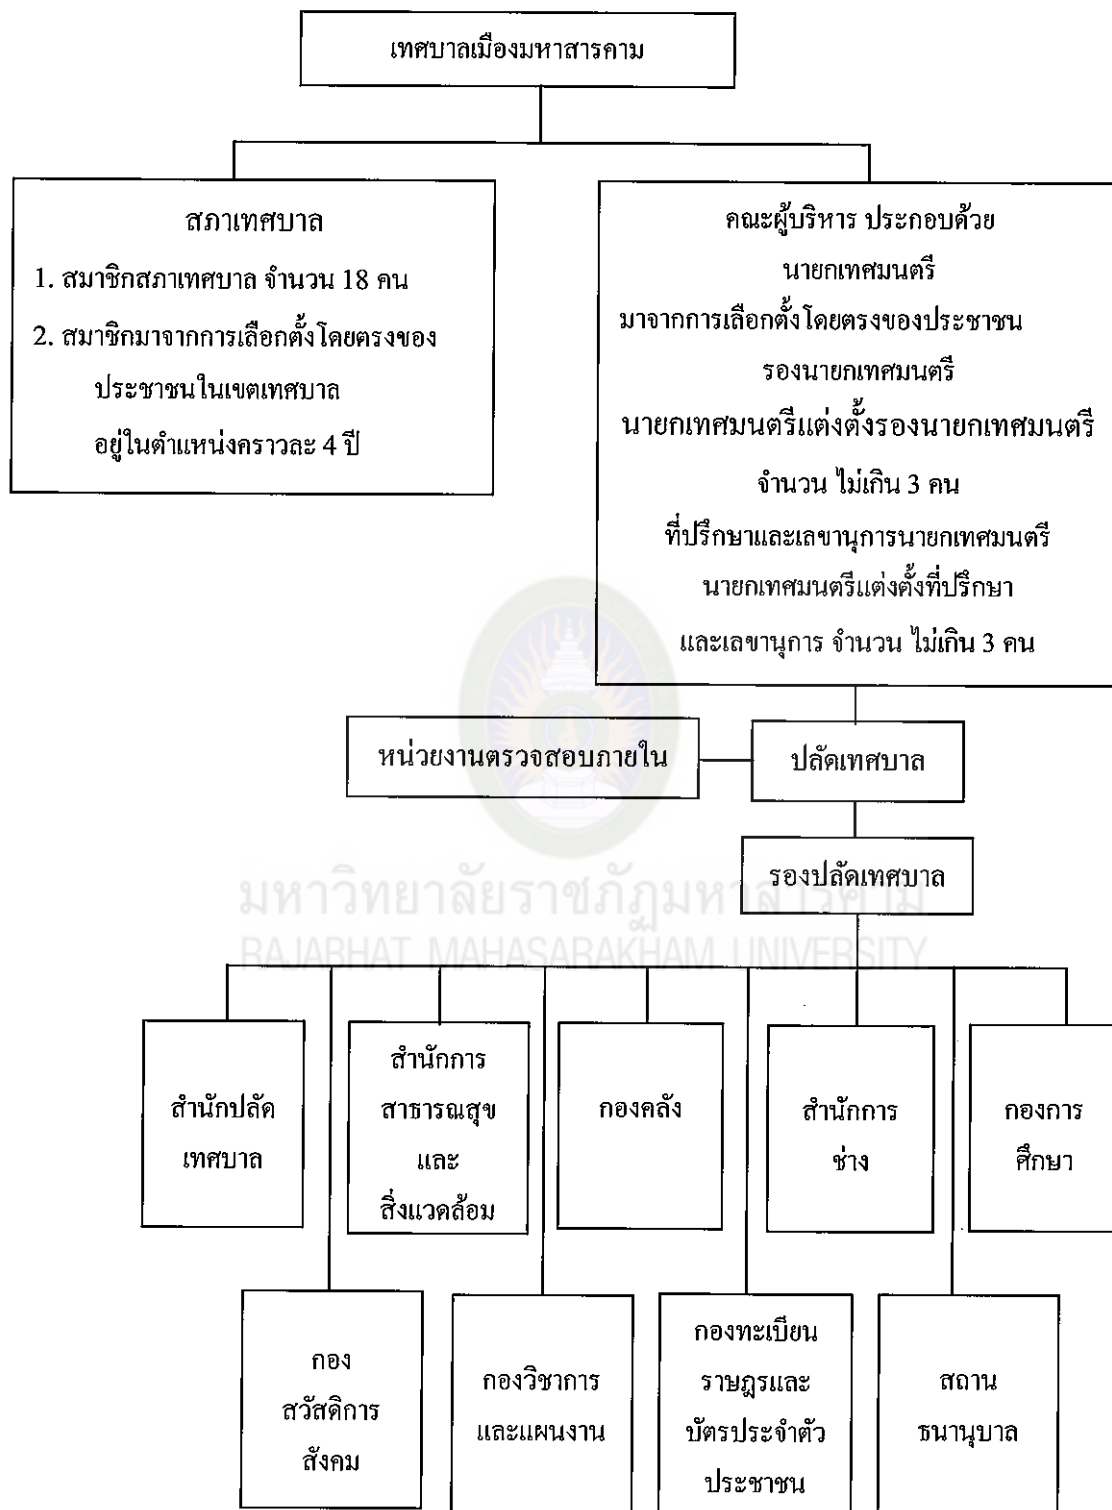 เทศบาลเมืองมหาสารคาม
สภาเทศบาล
1. สมาชิกสภาเทศบาล จำนวน 18 คน
2. สมาชิกมาจากการเลือกตั้งโดยตรงของ
ประชาชนในเขตเทศบาล
อยู่ในตำแหน่งคราวละ 4 ปี
คณะผู้บริหาร ประกอบด้วย
นายกเทศมนตรี
มาจากการเลือกตั้งโดยตรงของประชาชน
รองนายกเทศมนตรี
นายกเทศมนตรีแต่งตั้งรองนายกเทศมนตรี
จำนวน ไม่เกิน 3 คน
ที่ปรึกษาและเลขานุการนายกเทศมนตรี
นายกเทศมนตรีแต่งตั้งที่ปรึกษา
และเลขานุการ จำนวน ไม่เกิน 3 คน
หน่วยงานตรวจสอบภายใน
ปลัดเทศบาล
รองปลัดเทศบาล
มหาวิทยาลัยราชภัฏมหาสารคาม
RAJABHAT MAHASARAKHAM UNIVERSITY
สำนักปลัด
เทศบาล
สำนักการ
สาธารณสุข
และ
สิ่งแวดล้อม
กองคลัง
สำนักการ
ช่าง
กองการ
ศึกษา
กอง
สวัสดิการ
สังคม
กองวิชาการ
และแผนงาน
กองทะเบียน
ราษฎรและ
บัตรประจำตัว
ประชาชน
สถาน
ธนานุบาล